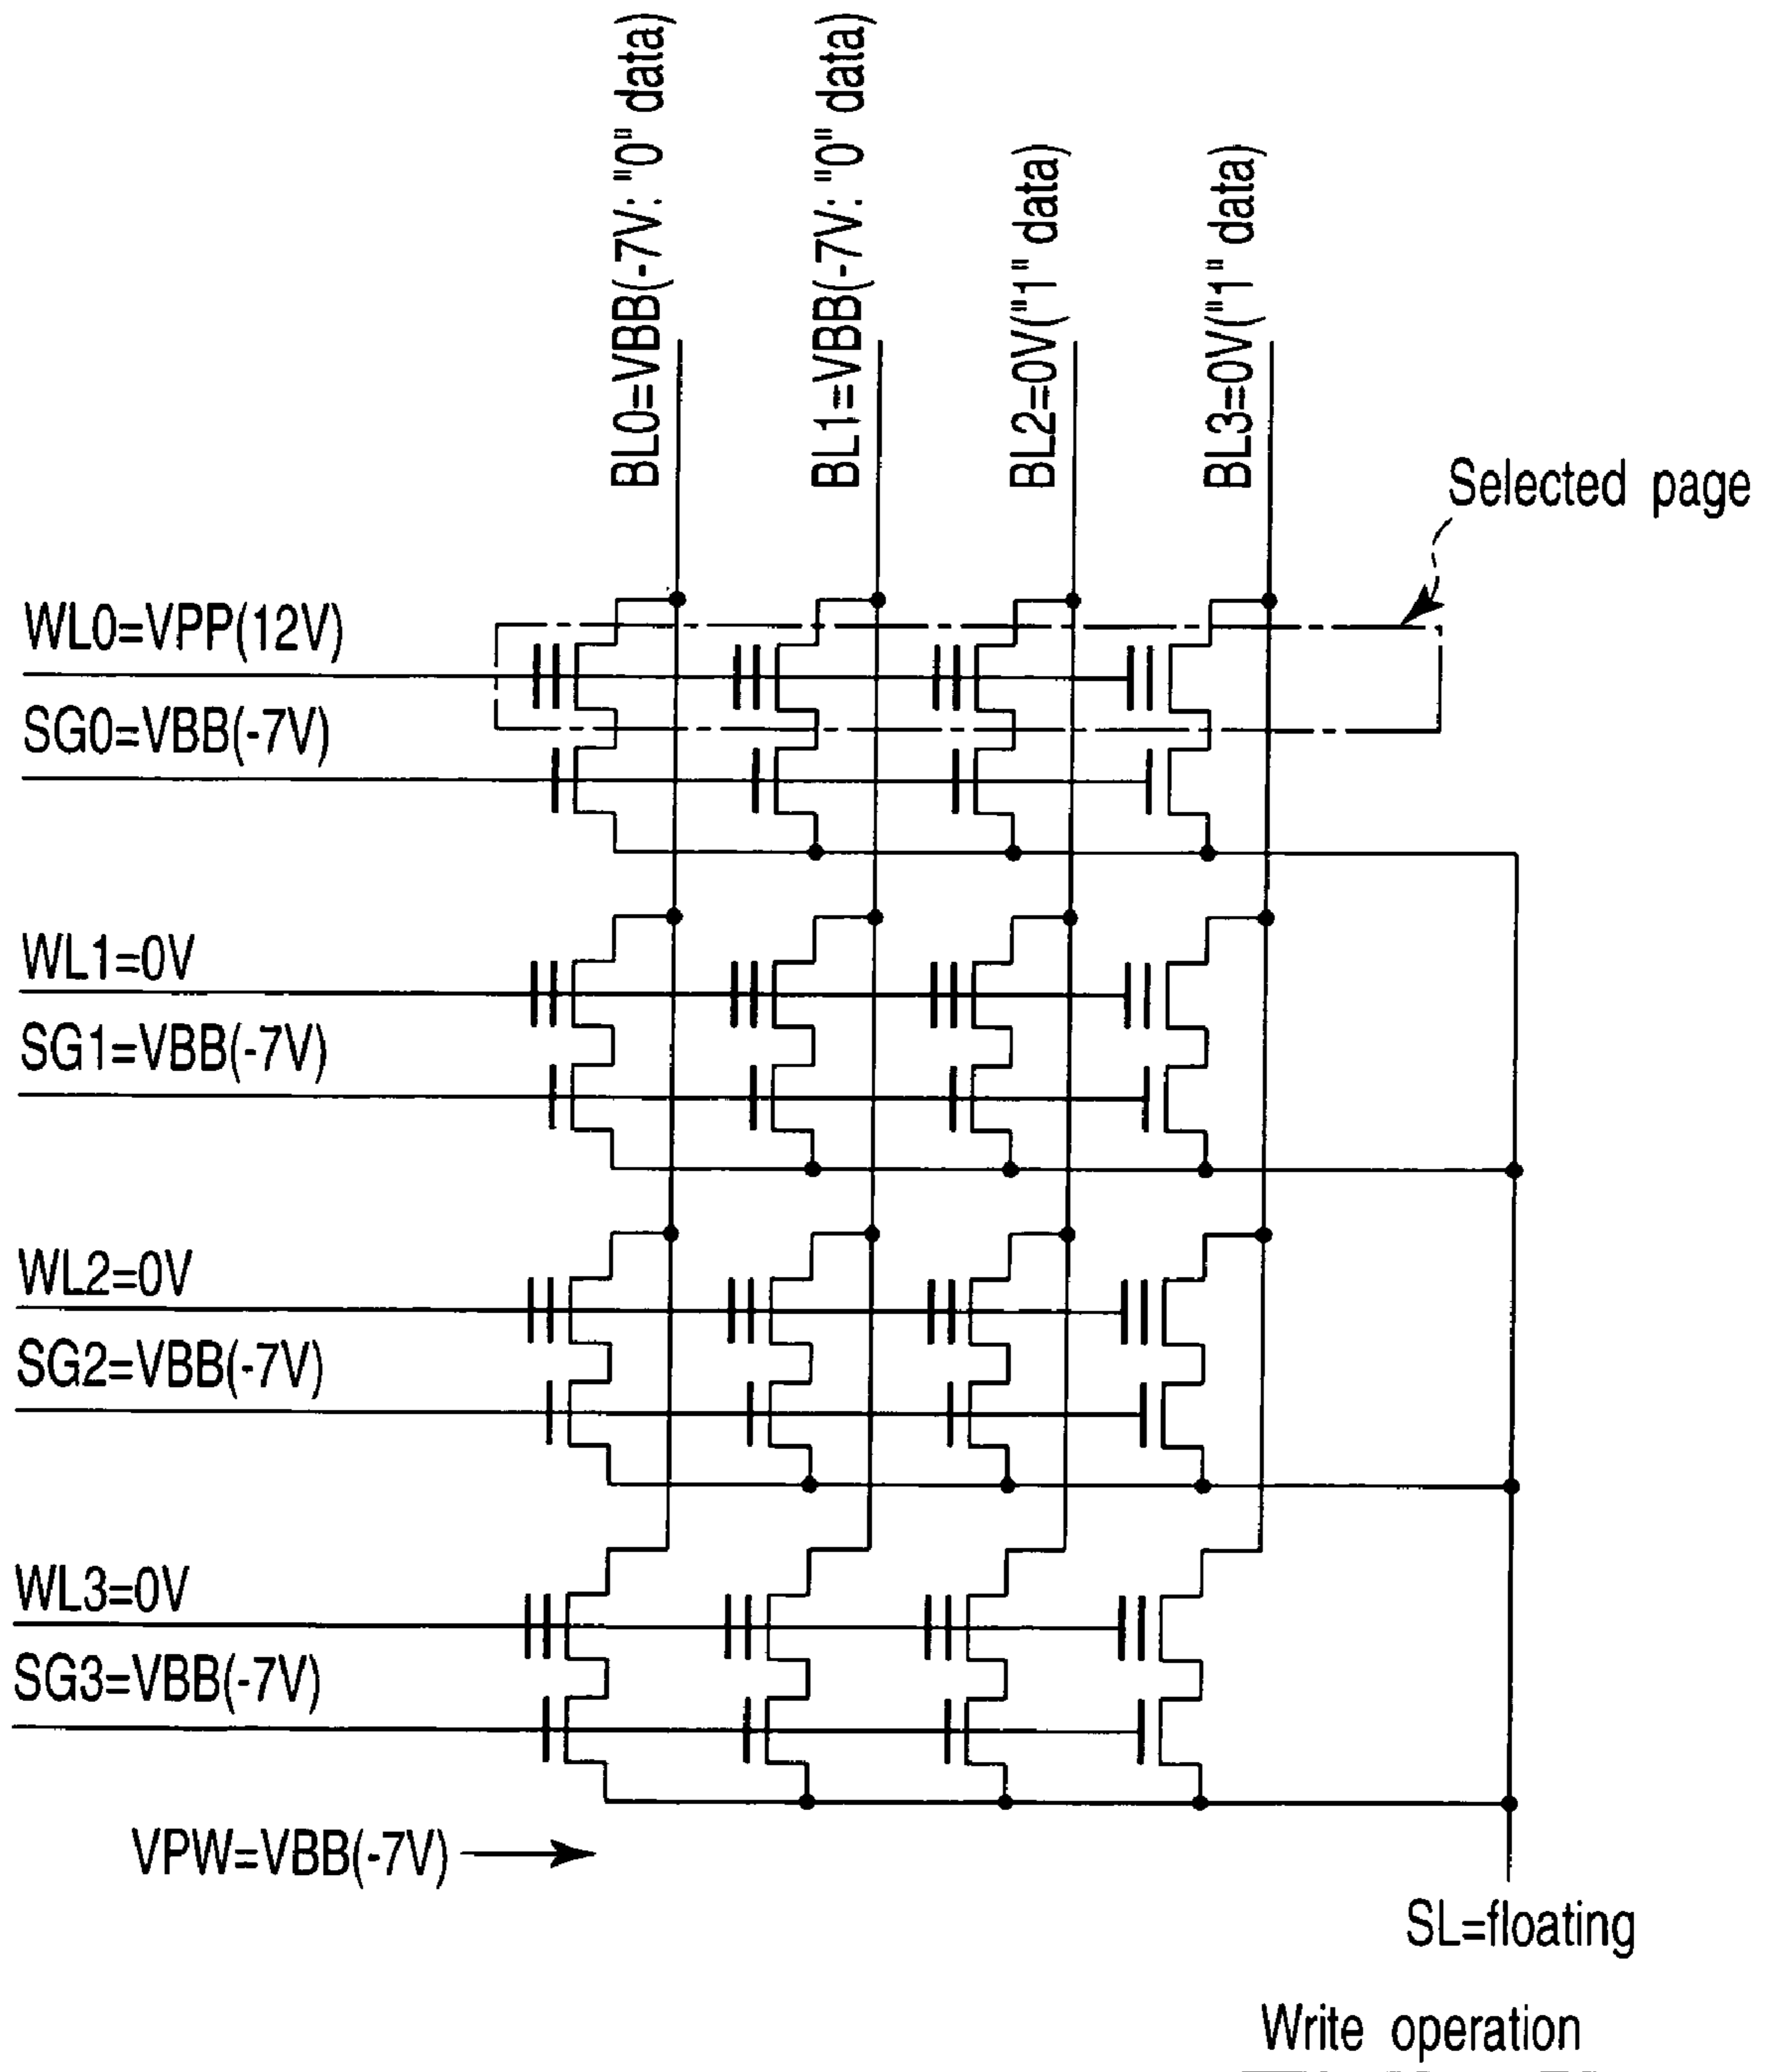 BL0=VBB(-7V: "0" data)
BL1=VBB(-7V: "0" data)
BL2=0V("1" data)
BL3=0V("1" data)
Selected page
WL0=VPP(12V)
SG0=VBB(-7V)
WL1=0V
SG1=VBB(-7V)
WL2=0V
SG2=VBB(-7V)
WL3=0V
SG3=VBB(-7V)
VPW=VBB(-7V)
SL=floating
Write operation